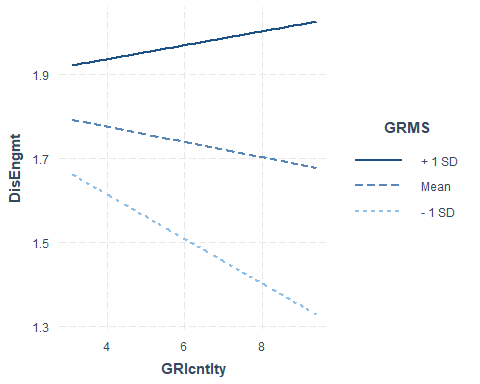 1.9
1.7
1.5
1.3
DisEngmt
4 6 8
GRIcntlty
GRMS
+ 1 SD
Mean
- 1 SD